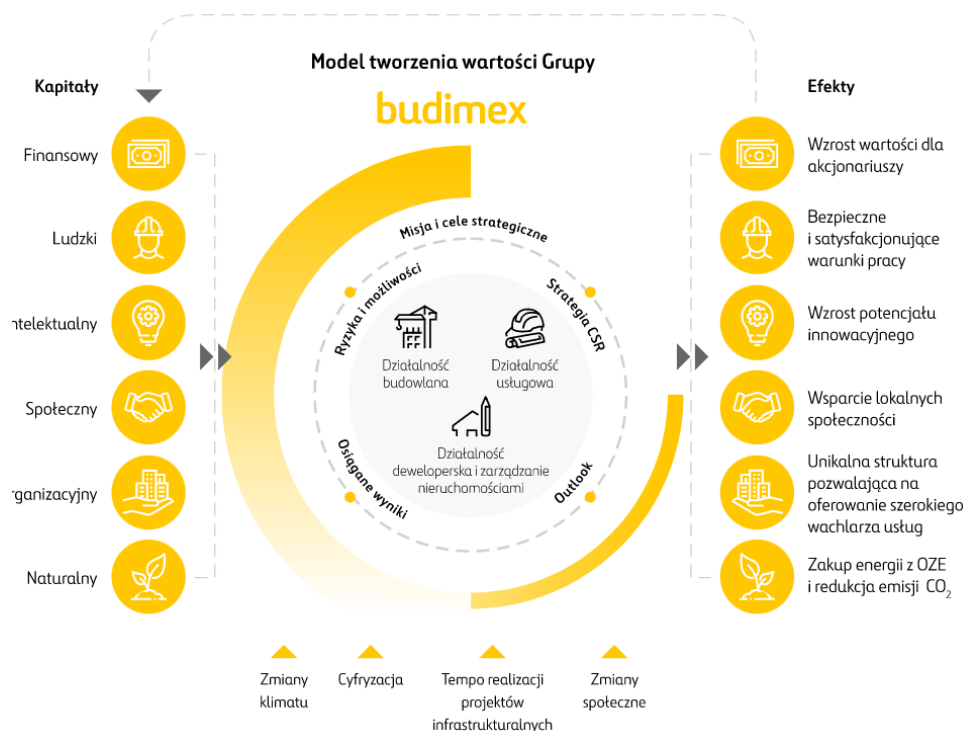 Model tworzenia wartości Grupy
budimex
Kapitały
Finansowy
Ludzki
ntelektualny
Społeczny
rganizacyjny
Naturalny
Misja i cele strategiczne
Ryzyka i możliwości
Strategia CSR
Osiągane wyniki
Outlook
Działalność
budowlana
Działalność
usługowa
Działalność
deweloperska i zarządzanie
nieruchomościami
Efekty
Wzrost wartości dla
akcjonariuszy
Bezpieczne
i satysfakcjonujące
warunki pracy
Wzrost potencjału
innowacyjnego
Wsparcie lokalnych
społeczności
Unikalna struktura
pozwalająca na
oferowanie szerokiego
wachlarza usług
Zakup energii z OZE
i redukcja emisji CO₂
Zmiany
klimatu
Cyfryzacja
Tempo realizacji
projektów
infrastrukturalnych
Zmiany
społeczne